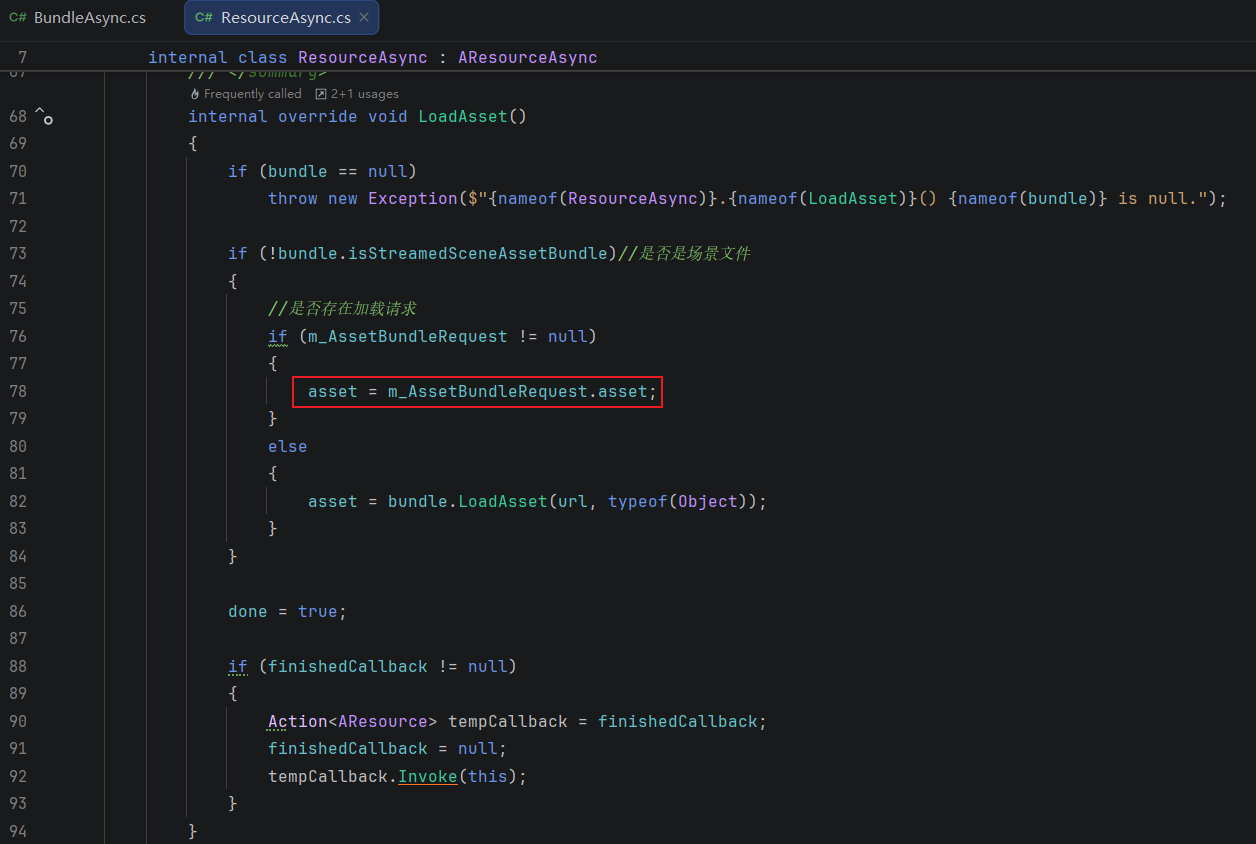 C# BundleAsync.cs
C# ResourceAsync.cs
7 internal class ResourceAsync : AResourceAsync
67 /// </summary>
Frequently called 2+1 usages
68 internal override void LoadAsset()
69 {
70 if (bundle == null)
71 throw new Exception($"{nameof(ResourceAsync)}.{nameof(LoadAsset)}() {nameof(bundle)} is null.");
72
73 if (!bundle.isStreamedSceneAssetBundle)//是否是场景文件
74 {
75 //是否存在加载请求
76 if (m_AssetBundleRequest != null)
77 {
78 asset = m_AssetBundleRequest.asset;
79 }
80 else
81 {
82 asset = bundle.LoadAsset(url, typeof(Object));
83 }
84 }
85
86 done = true;
87
88 if (finishedCallback != null)
89 {
90 Action<AResource> tempCallback = finishedCallback;
91 finishedCallback = null;
92 tempCallback.Invoke(this);
93 }
94 }